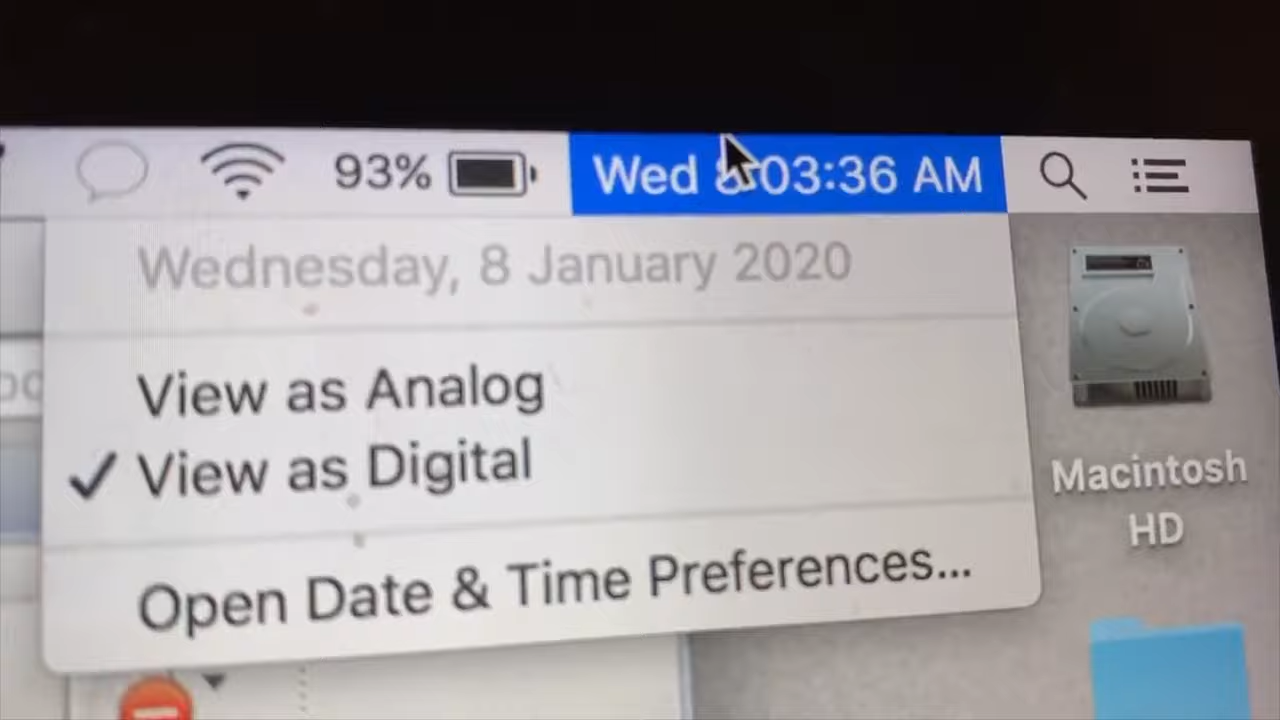 93%
Wed 8 03:36 AM
Wednesday, 8 January 2020
View as Analog
View as Digital
Open Date & Time Preferences...
Macintosh
HD